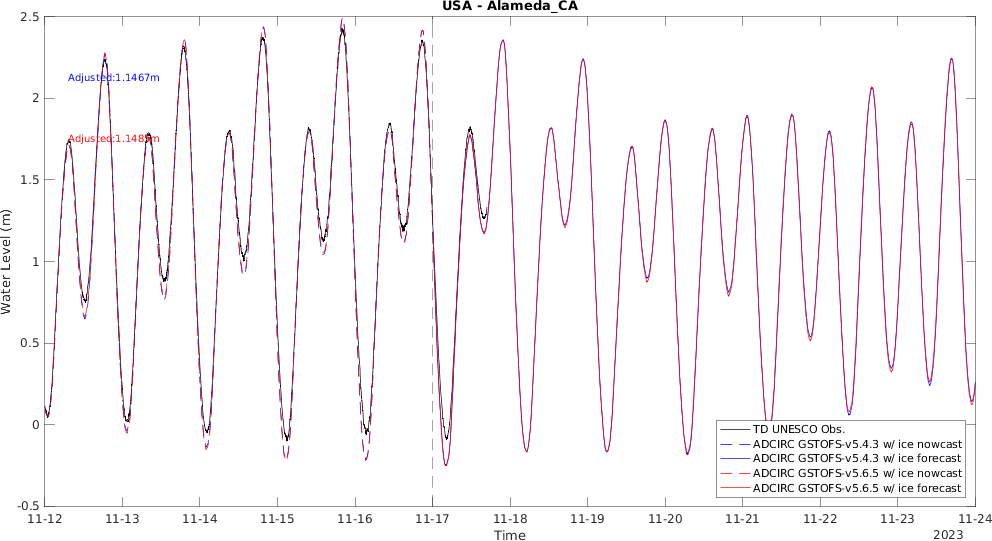 USA - Alameda_CA
2.5
2
1.5
1
0.5
0
-0.5
Water Level (m)
Adjusted:1.1467m
Adjusted:1.1485m
TD UNESCO Obs.
ADCIRC GSTOFS-v5.4.3 w/ ice nowcast
ADCIRC GSTOFS-v5.4.3 w/ ice forecast
ADCIRC GSTOFS-v5.6.5 w/ ice nowcast
ADCIRC GSTOFS-v5.6.5 w/ ice forecast
11-12 11-13 11-14 11-15 11-16 11-17 11-18 11-19 11-20 11-21 11-22 11-23 11-24
Time
2023